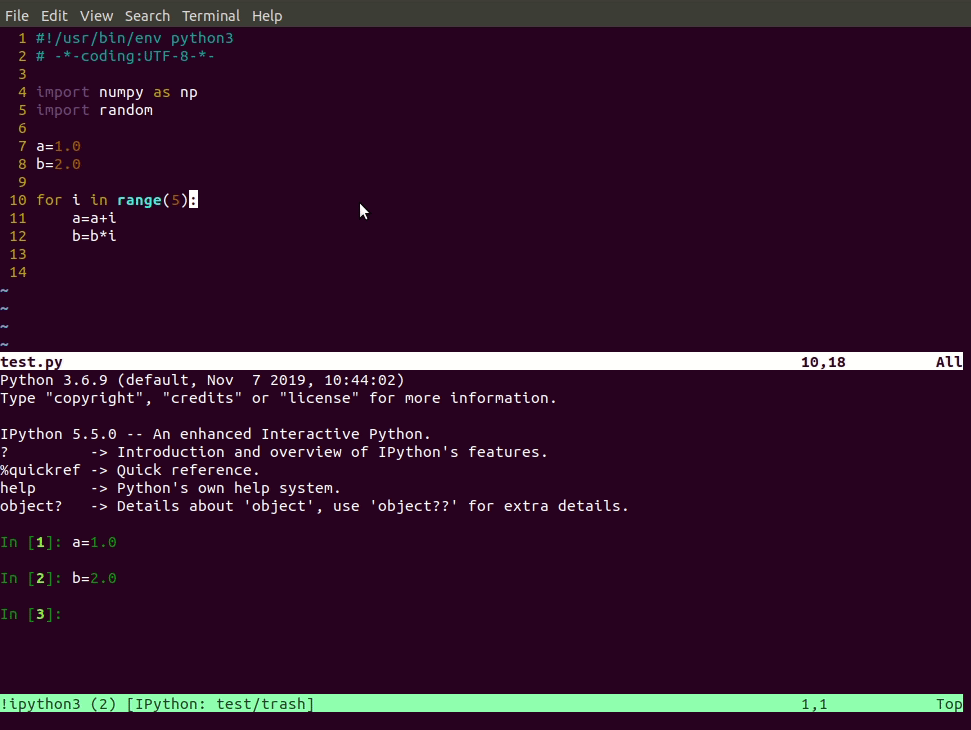 File Edit View Search Terminal Help
1 #!/usr/bin/env python3
2 # -*-coding:UTF-8-*-
3
4 import numpy as np
5 import random
6
7 a=1.0
8 b=2.0
9
10 for i in range(5):
11     a=a+i
12     b=b*i
13
14
~
~
~
~
test.py 10,18 All
Python 3.6.9 (default, Nov  7 2019, 10:44:02)
Type "copyright", "credits" or "license" for more information.
IPython 5.5.0 -- An enhanced Interactive Python.
?         -> Introduction and overview of IPython's features.
%quickref -> Quick reference.
help      -> Python's own help system.
object?   -> Details about 'object', use 'object??' for extra details.
In [1]: a=1.0
In [2]: b=2.0
In [3]:
!ipython3 (2) [IPython: test/trash] 1,1 Top